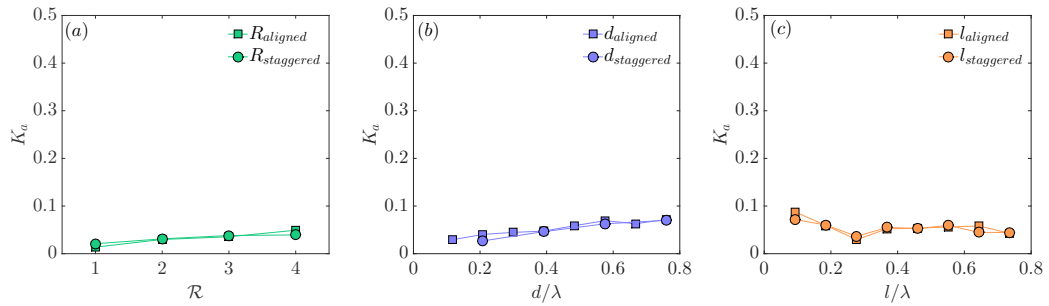 (a)
R_aligned
R_staggered
K_a
0.5
0.4
0.3
0.2
0.1
0
1 2 3 4
ℛ
(b)
d_aligned
d_staggered
K_a
0.5
0.4
0.3
0.2
0.1
0
0 0.2 0.4 0.6 0.8
d/λ
(c)
l_aligned
l_staggered
K_a
0.5
0.4
0.3
0.2
0.1
0
0 0.2 0.4 0.6 0.8
l/λ